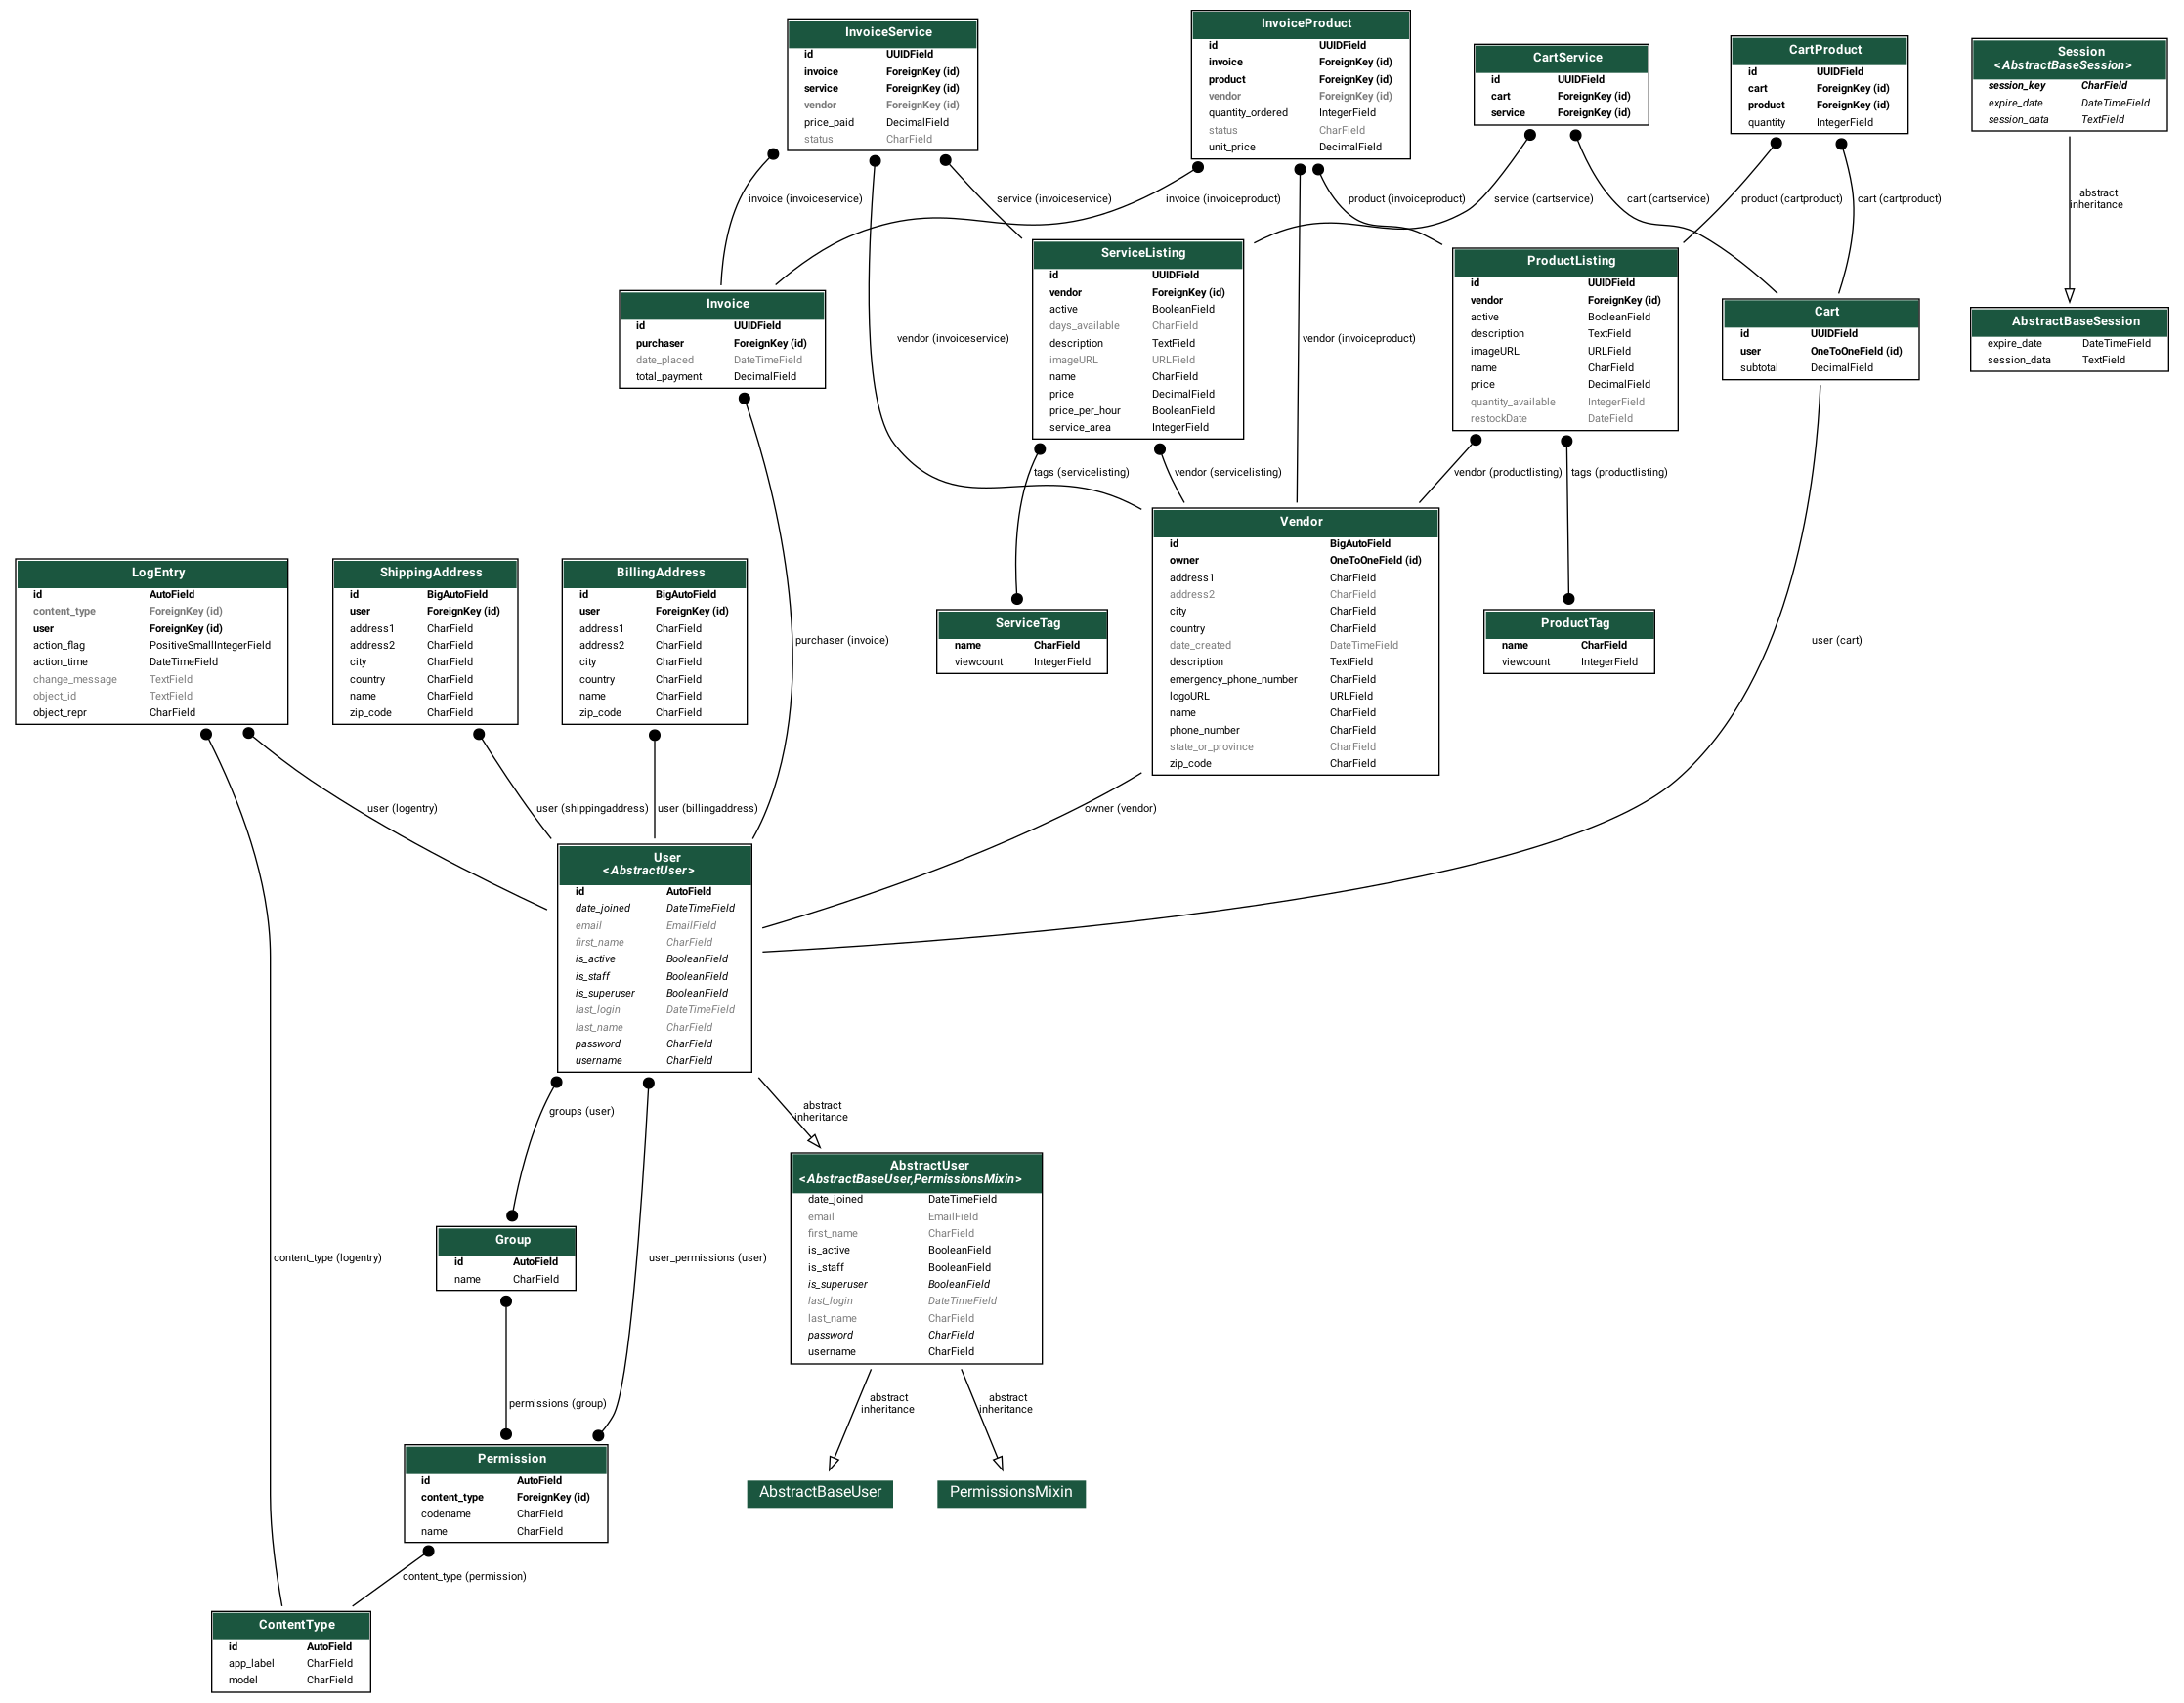 InvoiceService
id UUIDField
invoice ForeignKey (id)
service ForeignKey (id)
vendor ForeignKey (id)
price_paid DecimalField
status CharField
InvoiceProduct
id UUIDField
invoice ForeignKey (id)
product ForeignKey (id)
vendor ForeignKey (id)
quantity_ordered IntegerField
status CharField
unit_price DecimalField
CartService
id UUIDField
cart ForeignKey (id)
service ForeignKey (id)
CartProduct
id UUIDField
cart ForeignKey (id)
product ForeignKey (id)
quantity IntegerField
Session
<AbstractBaseSession>
session_key CharField
expire_date DateTimeField
session_data TextField
invoice (invoiceservice)
service (invoiceservice)
invoice (invoiceproduct)
product (invoiceproduct)
service (cartservice)
cart (cartservice)
product (cartproduct)
cart (cartproduct)
abstract
inheritance
Invoice
id UUIDField
purchaser ForeignKey (id)
date_placed DateTimeField
total_payment DecimalField
vendor (invoiceservice)
ServiceListing
id UUIDField
vendor ForeignKey (id)
active BooleanField
days_available CharField
description TextField
imageURL URLField
name CharField
price DecimalField
price_per_hour BooleanField
service_area IntegerField
vendor (invoiceproduct)
ProductListing
id UUIDField
vendor ForeignKey (id)
active BooleanField
description TextField
imageURL URLField
name CharField
price DecimalField
quantity_available IntegerField
restockDate DateField
Cart
id UUIDField
user OneToOneField (id)
subtotal DecimalField
AbstractBaseSession
expire_date DateTimeField
session_data TextField
tags (servicelisting)
vendor (servicelisting)
vendor (productlisting)
tags (productlisting)
LogEntry
id AutoField
content_type ForeignKey (id)
user ForeignKey (id)
action_flag PositiveSmallIntegerField
action_time DateTimeField
change_message TextField
object_id TextField
object_repr CharField
ShippingAddress
id BigAutoField
user ForeignKey (id)
address1 CharField
address2 CharField
city CharField
country CharField
name CharField
zip_code CharField
BillingAddress
id BigAutoField
user ForeignKey (id)
address1 CharField
address2 CharField
city CharField
country CharField
name CharField
zip_code CharField
purchaser (invoice)
ServiceTag
name CharField
viewcount IntegerField
Vendor
id BigAutoField
owner OneToOneField (id)
address1 CharField
address2 CharField
city CharField
country CharField
date_created DateTimeField
description TextField
emergency_phone_number CharField
logoURL URLField
name CharField
phone_number CharField
state_or_province CharField
zip_code CharField
ProductTag
name CharField
viewcount IntegerField
user (cart)
user (logentry)
user (shippingaddress)
user (billingaddress)
owner (vendor)
User
<AbstractUser>
id AutoField
date_joined DateTimeField
email EmailField
first_name CharField
is_active BooleanField
is_staff BooleanField
is_superuser BooleanField
last_login DateTimeField
last_name CharField
password CharField
username CharField
groups (user)
abstract
inheritance
content_type (logentry)
Group
id AutoField
name CharField
user_permissions (user)
AbstractUser
<AbstractBaseUser,PermissionsMixin>
date_joined DateTimeField
email EmailField
first_name CharField
is_active BooleanField
is_staff BooleanField
is_superuser BooleanField
last_login DateTimeField
last_name CharField
password CharField
username CharField
permissions (group)
abstract
inheritance
abstract
inheritance
Permission
id AutoField
content_type ForeignKey (id)
codename CharField
name CharField
AbstractBaseUser
PermissionsMixin
content_type (permission)
ContentType
id AutoField
app_label CharField
model CharField